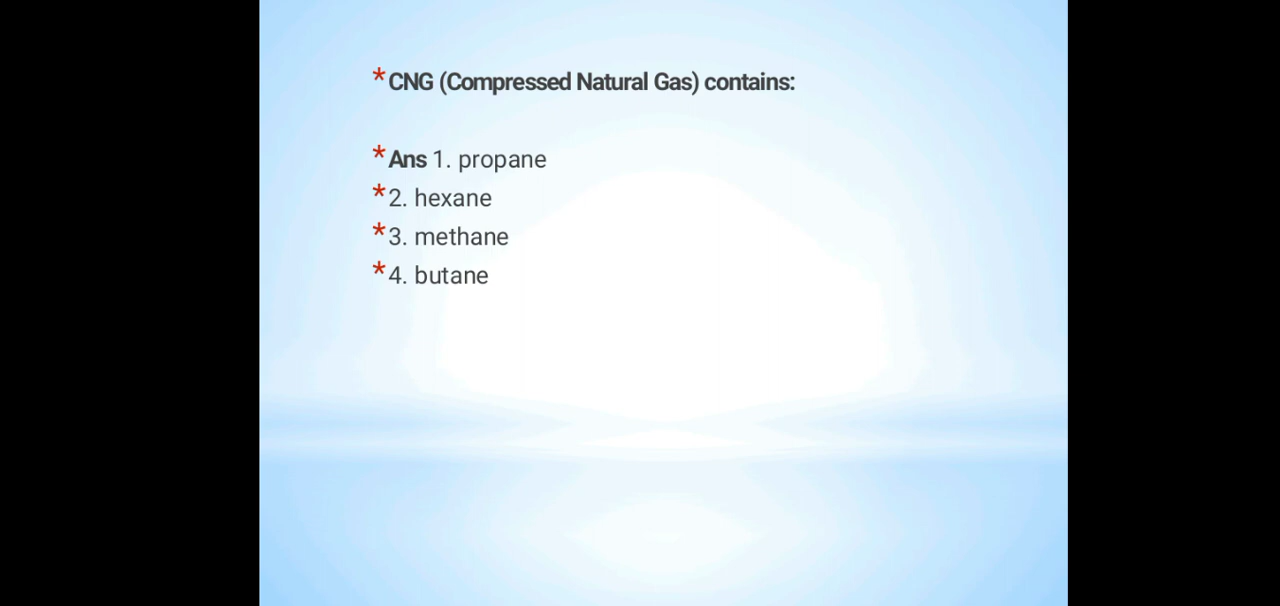 *CNG (Compressed Natural Gas) contains:
*Ans 1. propane
*2. hexane
*3. methane
*4. butane